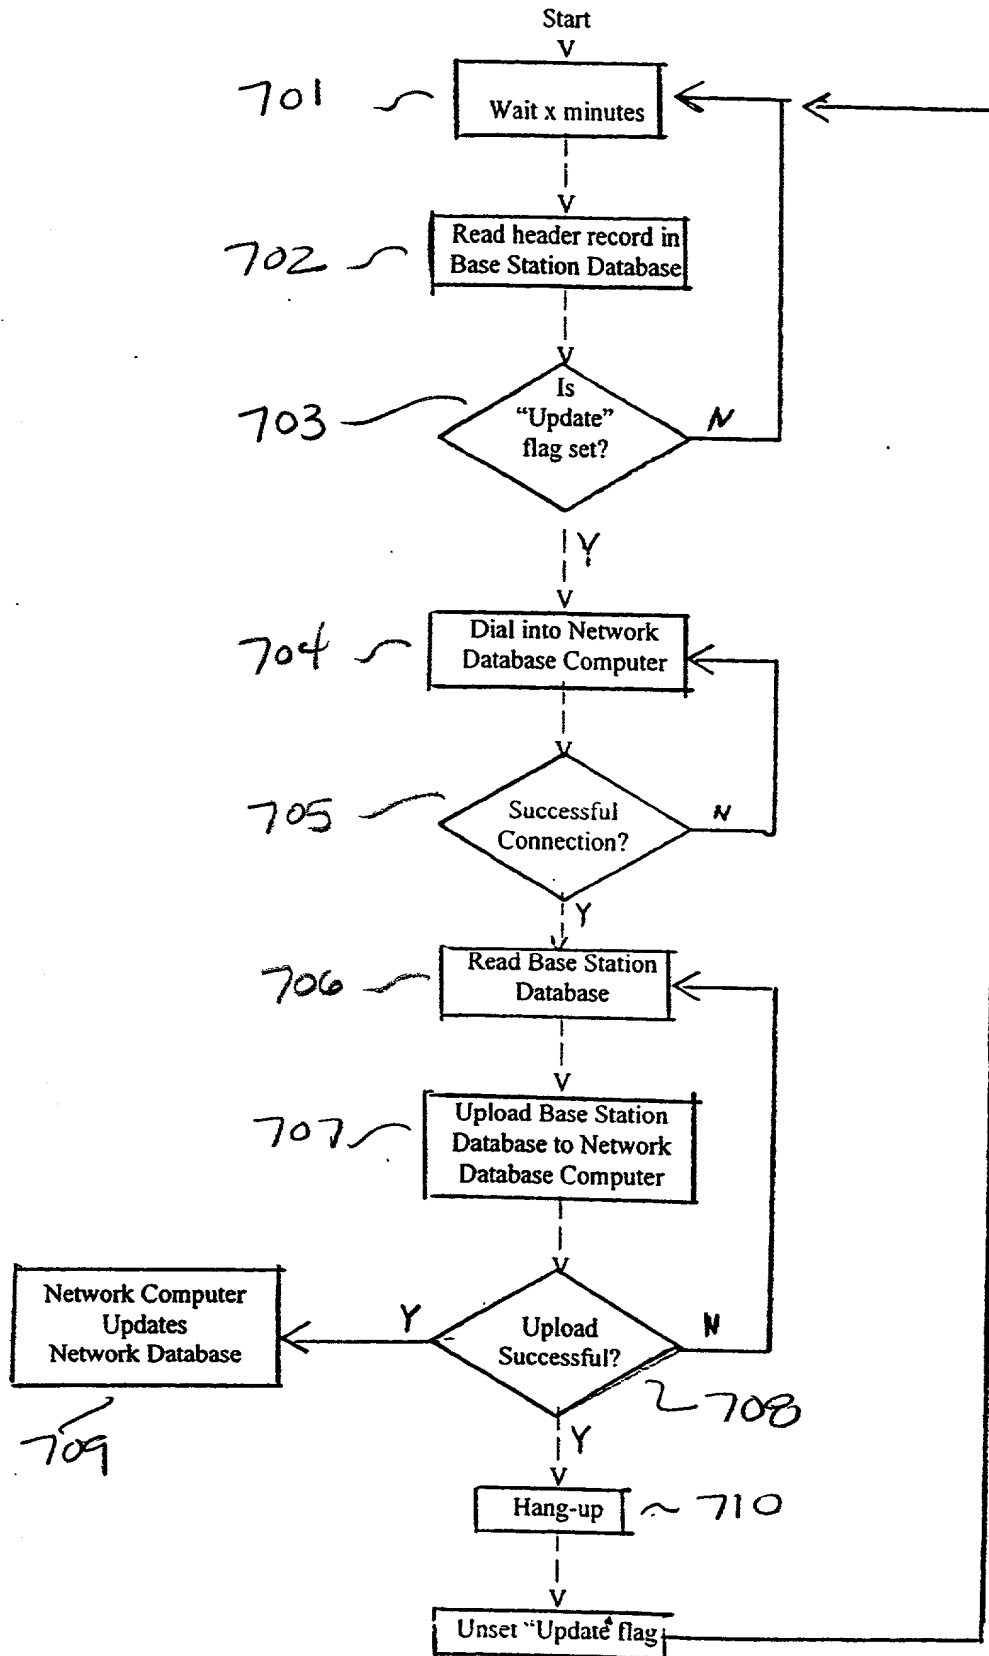 Start
V
701
Wait x minutes
V
702
Read header record in
Base Station Database
V
703
Is
“Update”
flag set?
N
Y
V
704
Dial into Network
Database Computer
V
705
Successful
Connection?
N
Y
V
706
Read Base Station
Database
V
707
Upload Base Station
Database to Network
Database Computer
V
Network Computer
Updates
Network Database
Y
Upload
Successful?
N
708
709
Y
V
Hang-up
710
V
Unset “Update” flag